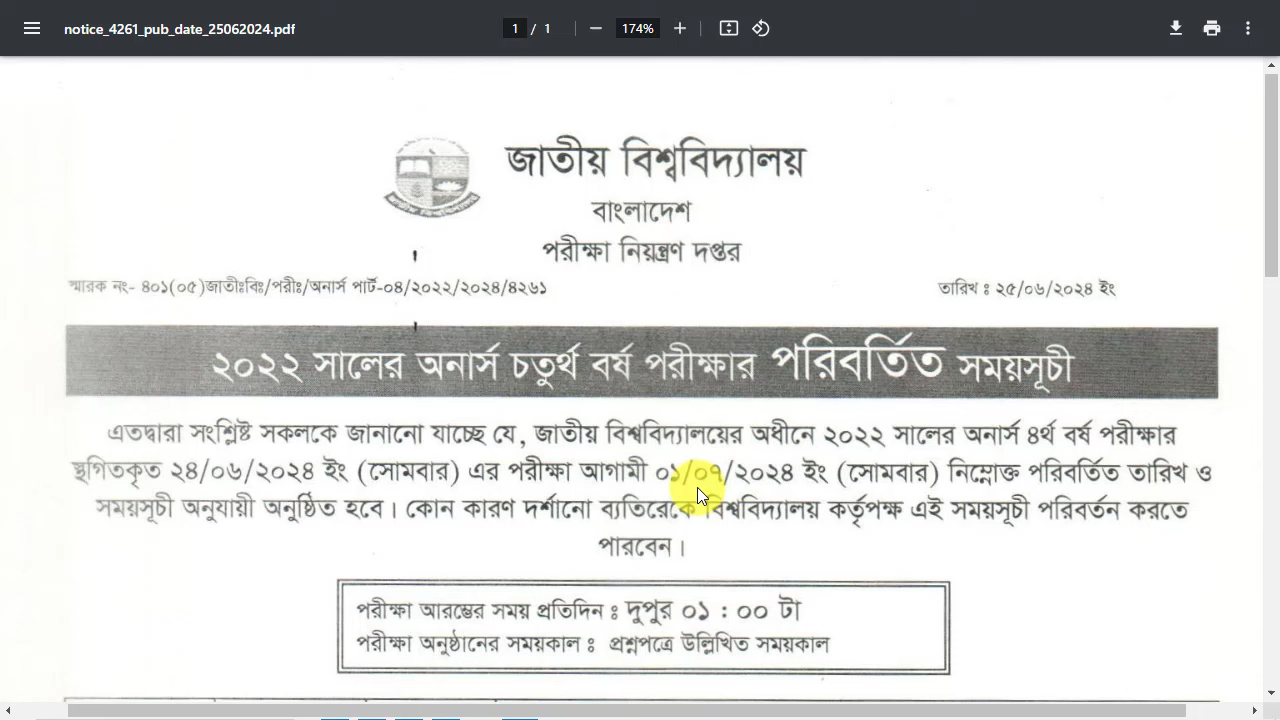 notice_4261_pub_date_25062024.pdf
1 / 1
174%
জাতীয় বিশ্ববিদ্যালয়
বাংলাদেশ
পরীক্ষা নিয়ন্ত্রণ দপ্তর
স্মারক নং- ৪০১(০৫)জাতীঃবিঃ/পরীঃ/অনার্স পার্ট-০৪/২০২২/২০২৪/৪২৬১
তারিখ ঃ ২৫/০৬/২০২৪ ইং
২০২২ সালের অনার্স চতুর্থ বর্ষ পরীক্ষার পরিবর্তিত সময়সূচী
এতদ্বারা সংশ্লিষ্ট সকলকে জানানো যাচ্ছে যে, জাতীয় বিশ্ববিদ্যালয়ের অধীনে ২০২২ সালের অনার্স ৪র্থ বর্ষ পরীক্ষার
স্থগিতকৃত ২৪/০৬/২০২৪ ইং (সোমবার) এর পরীক্ষা আগামী ০১/০৭/২০২৪ ইং (সোমবার) নিম্নোক্ত পরিবর্তিত তারিখ ও
সময়সূচী অনুযায়ী অনুষ্ঠিত হবে। কোন কারণ দর্শানো ব্যতিরেকে বিশ্ববিদ্যালয় কর্তৃপক্ষ এই সময়সূচী পরিবর্তন করতে
পারবেন।
পরীক্ষা আরম্ভের সময় প্রতিদিন ঃ দুপুর ০১ : ০০ টা
পরীক্ষা অনুষ্ঠানের সময়কাল ঃ প্রশ্নপত্রে উল্লিখিত সময়কাল